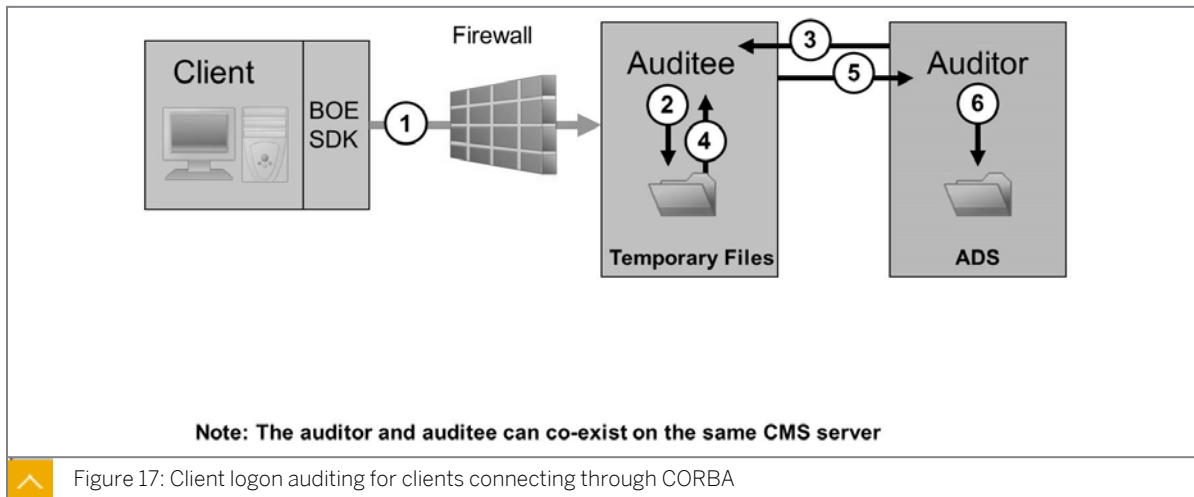 Firewall
Client
BOE
SDK
1
Auditee
2
4
Temporary Files
3
5
Auditor
6
ADS
Note: The auditor and auditee can co-exist on the same CMS server
Figure 17: Client logon auditing for clients connecting through CORBA